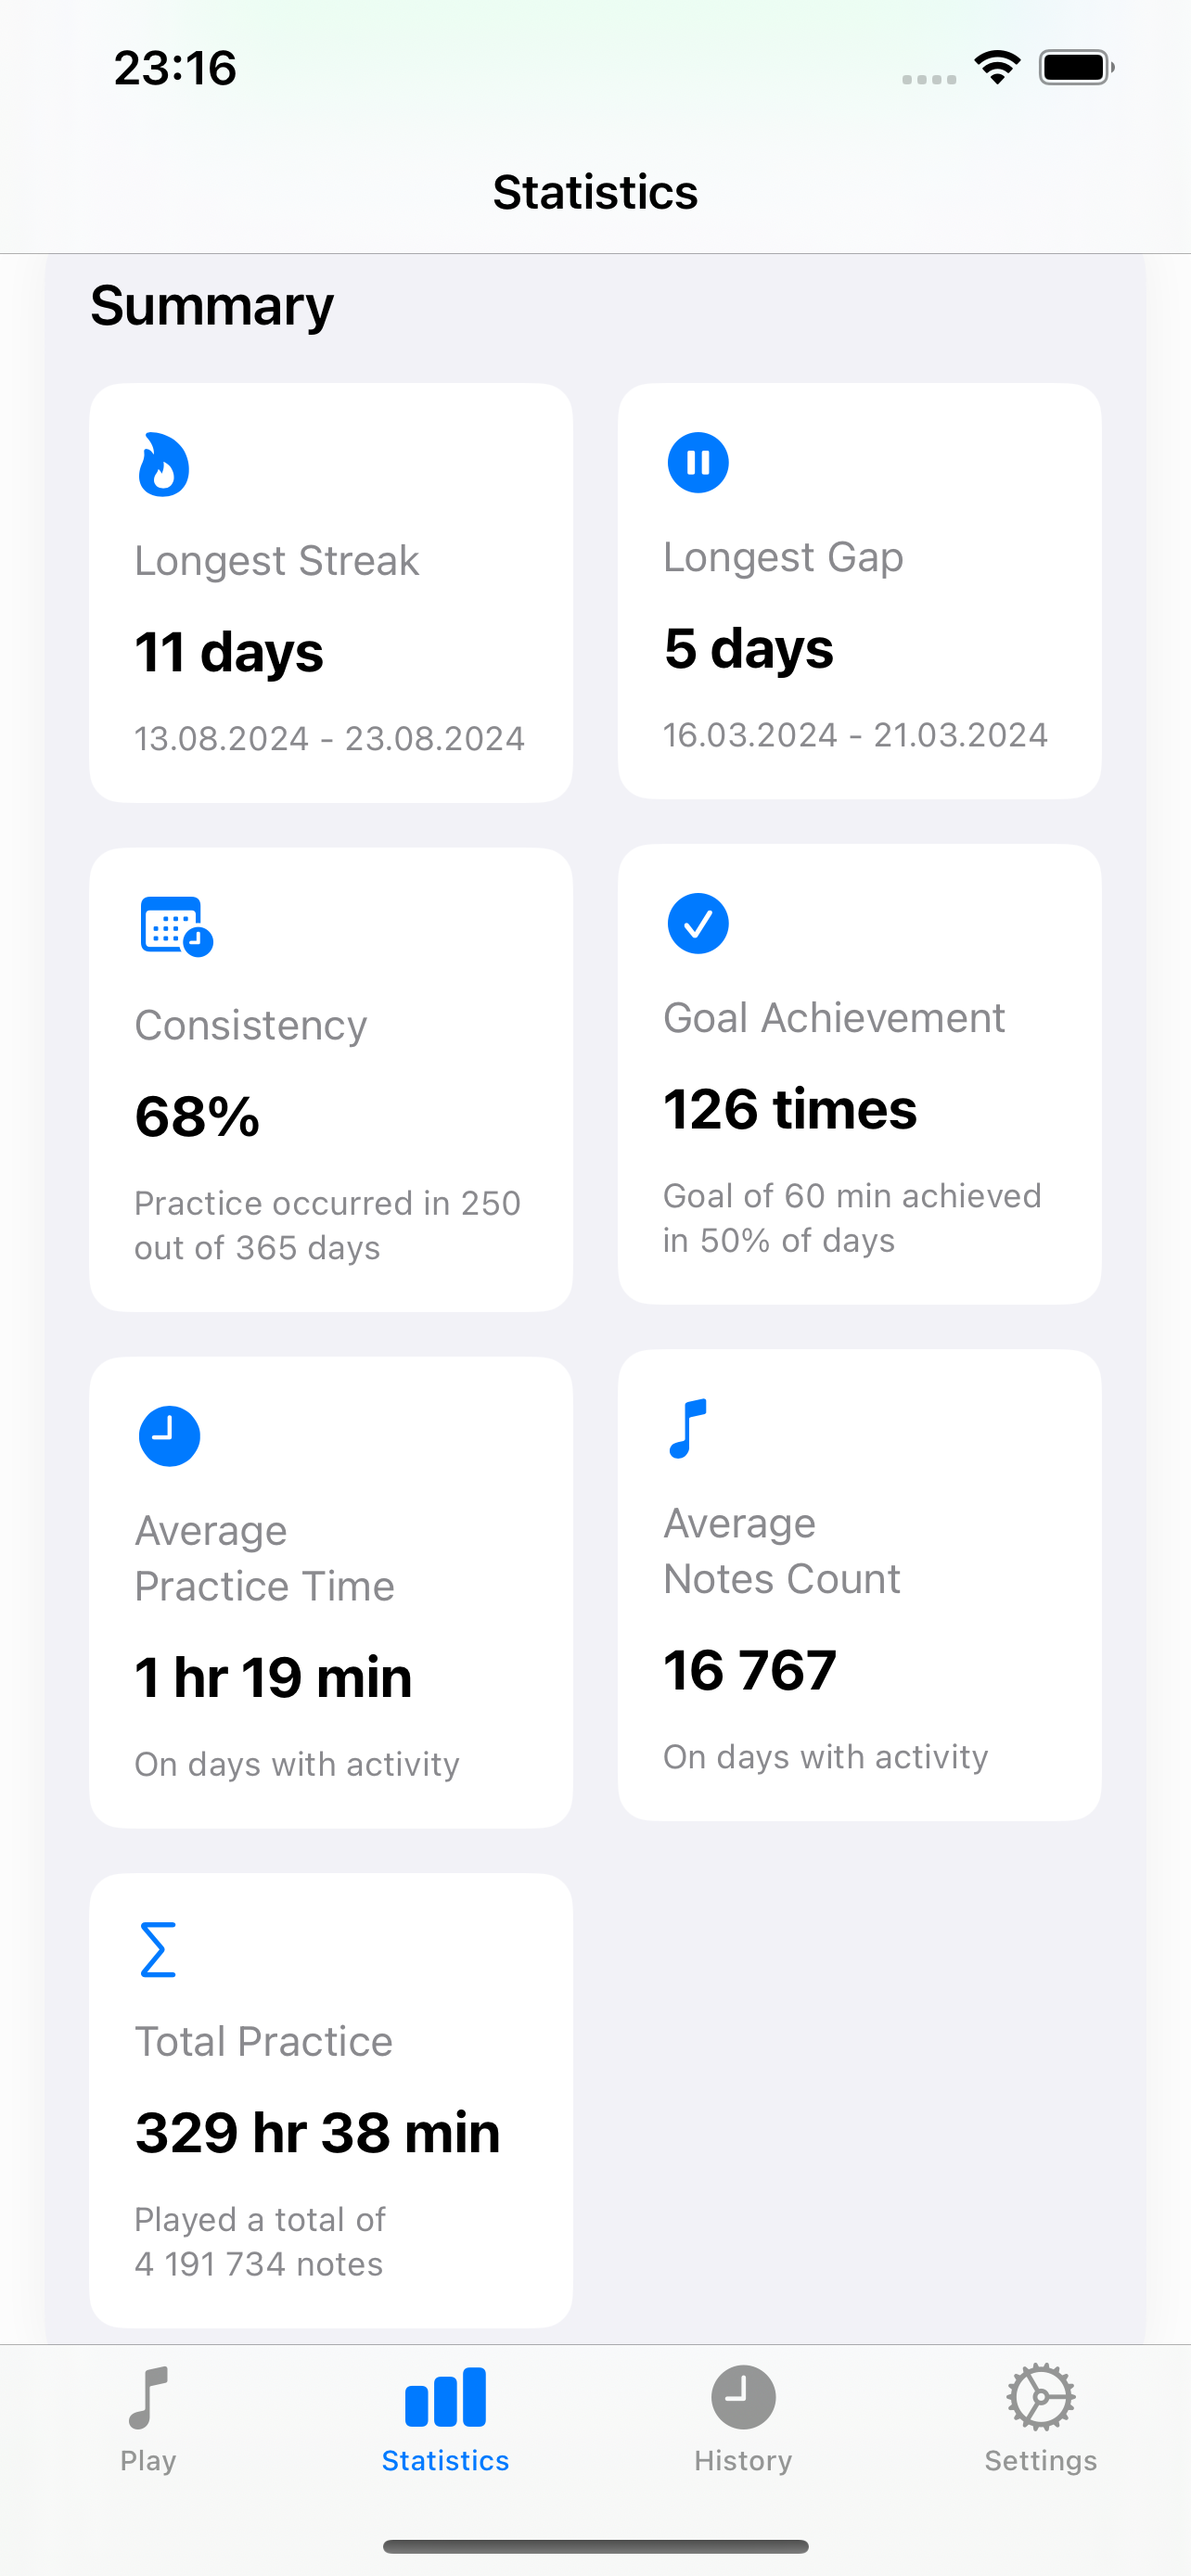 23:16
Statistics
Summary
Longest Streak
11 days
13.08.2024 - 23.08.2024
Longest Gap
5 days
16.03.2024 - 21.03.2024
Consistency
68%
Practice occurred in 250
out of 365 days
Goal Achievement
126 times
Goal of 60 min achieved
in 50% of days
Average
Practice Time
1 hr 19 min
On days with activity
Average
Notes Count
16 767
On days with activity
Total Practice
329 hr 38 min
Played a total of
4 191 734 notes
Play
Statistics
History
Settings